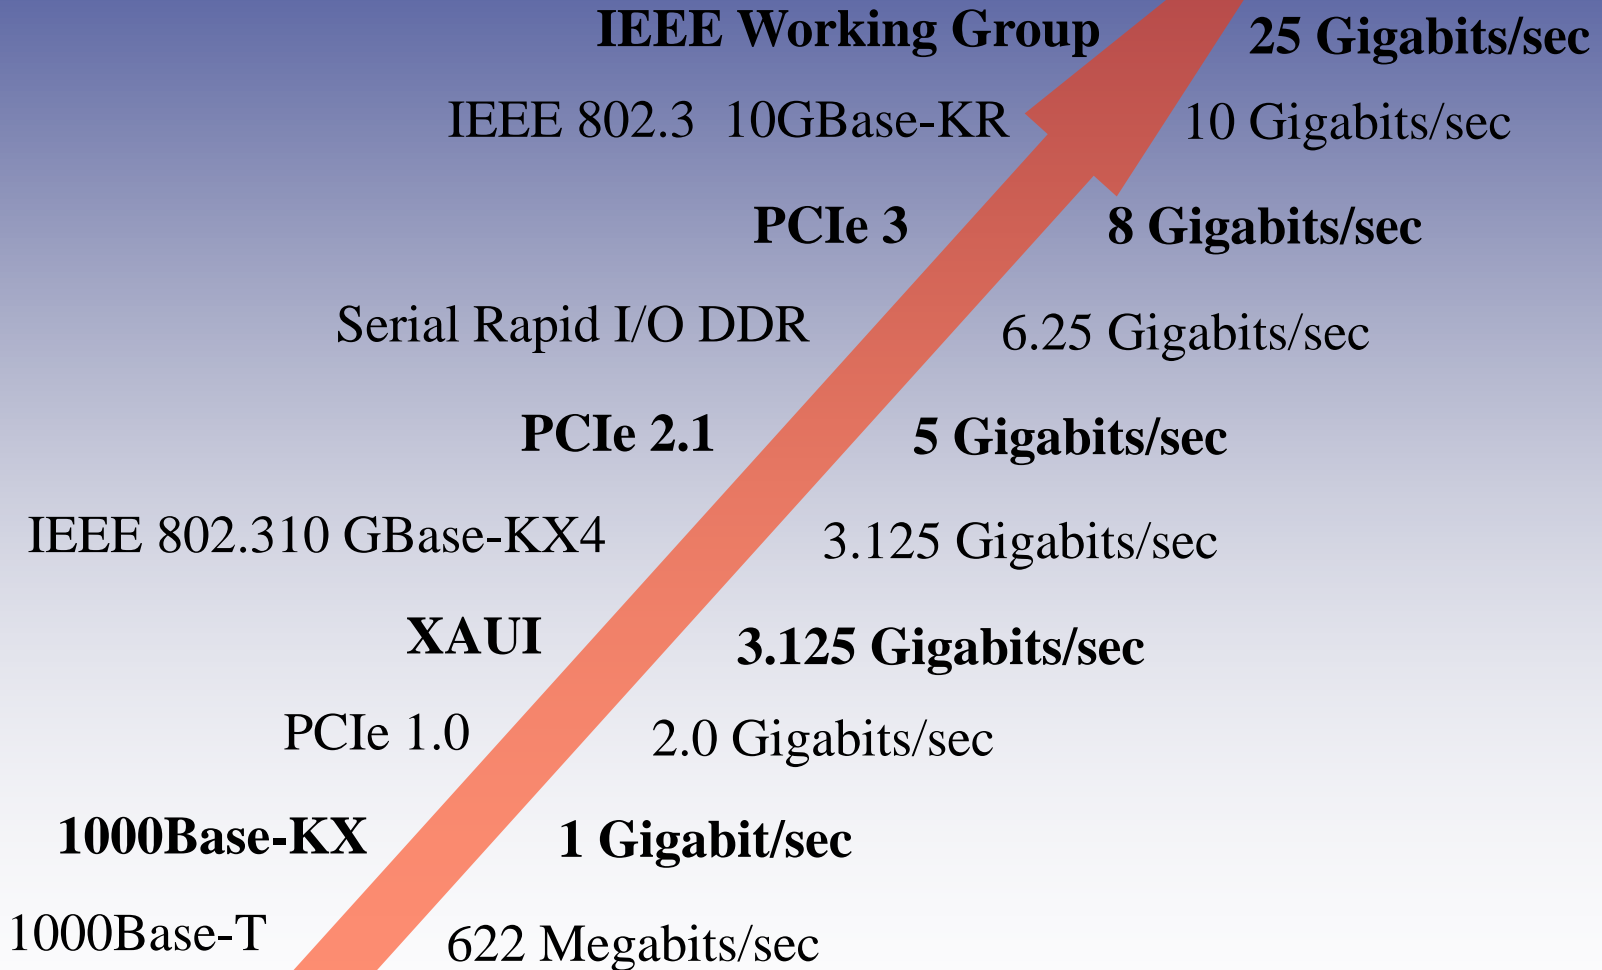 IEEE Working Group 25 Gigabits/sec
IEEE 802.3 10GBase-KR 10 Gigabits/sec
PCIe 3 8 Gigabits/sec
Serial Rapid I/O DDR 6.25 Gigabits/sec
PCIe 2.1 5 Gigabits/sec
IEEE 802.310 GBase-KX4 3.125 Gigabits/sec
XAUI 3.125 Gigabits/sec
PCIe 1.0 2.0 Gigabits/sec
1000Base-KX 1 Gigabit/sec
1000Base-T 622 Megabits/sec